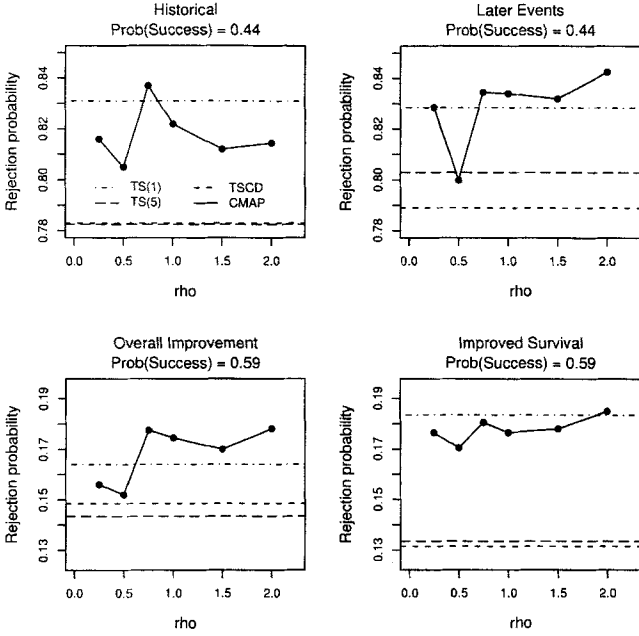 Historical
Prob(Success) = 0.44
Rejection probability
0.84
0.82
0.80
0.78
TS(1)
TS(5)
TSCD
CMAP
0.0 0.5 1.0 1.5 2.0
rho
Later Events
Prob(Success) = 0.44
Rejection probability
0.84
0.82
0.80
0.78
0.0 0.5 1.0 1.5 2.0
rho
Overall Improvement
Prob(Success) = 0.59
Rejection probability
0.19
0.17
0.15
0.13
0.0 0.5 1.0 1.5 2.0
rho
Improved Survival
Prob(Success) = 0.59
Rejection probability
0.19
0.17
0.15
0.13
0.0 0.5 1.0 1.5 2.0
rho